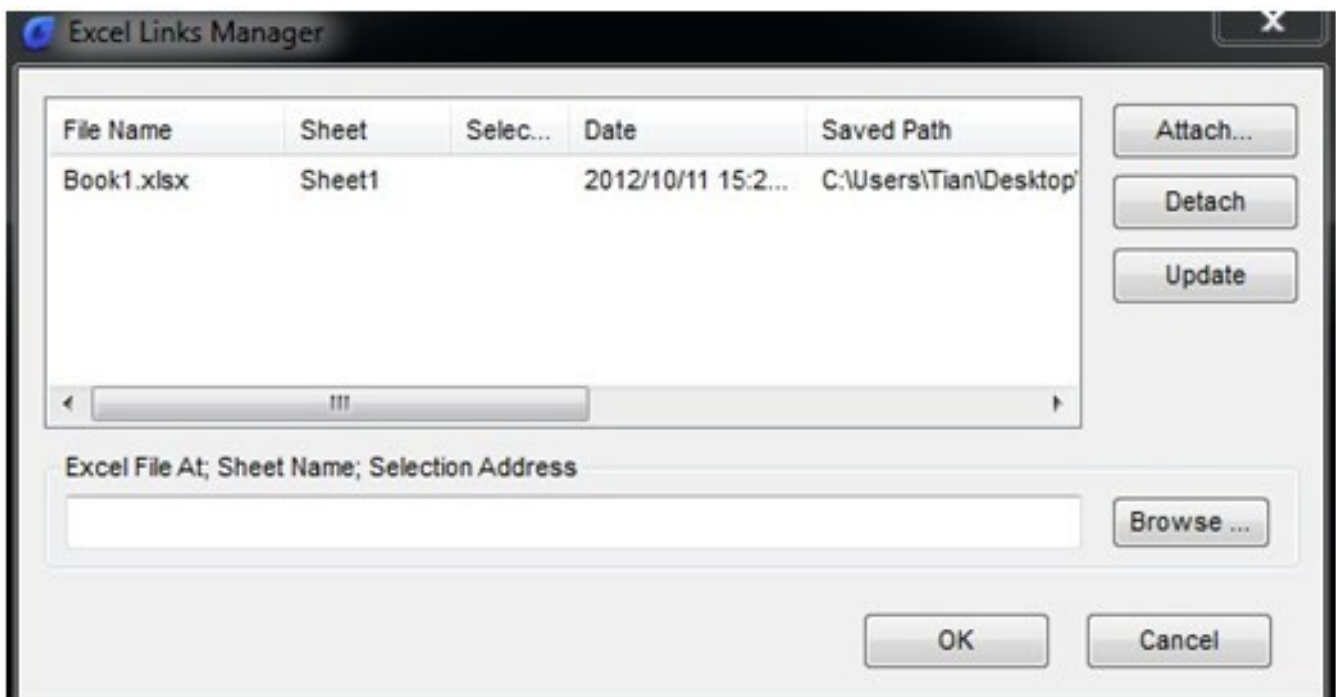 Excel Links Manager
File Name Sheet Selec... Date Saved Path
Book1.xlsx Sheet1 2012/10/11 15:2... C:\Users\Tian\Desktop\
Attach...
Detach
Update
Excel File At; Sheet Name; Selection Address
Browse ...
OK Cancel